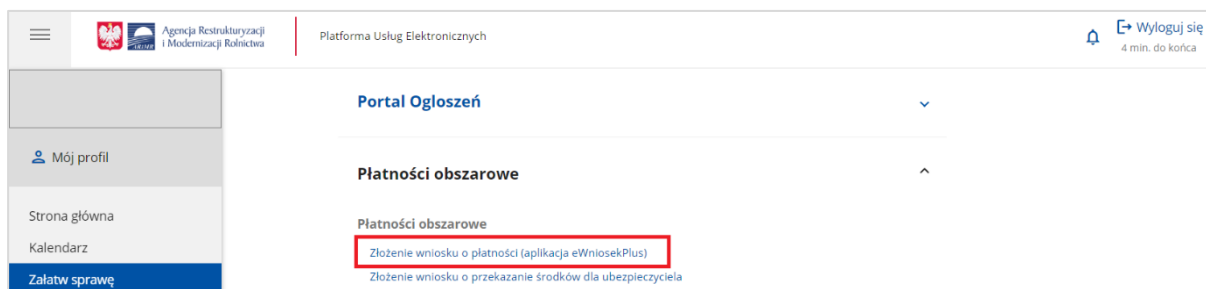 Agencja Restrukturyzacji
i Modernizacji Rolnictwa
ARiMR
Platforma Usług Elektronicznych
Wyloguj się
4 min. do końca
Mój profil
Strona główna
Kalendarz
Załatw sprawę
Portal Ogloszeń
Płatności obszarowe
Płatności obszarowe
Złożenie wniosku o płatności (aplikacja eWniosekPlus)
Złożenie wniosku o przekazanie środków dla ubezpieczyciela